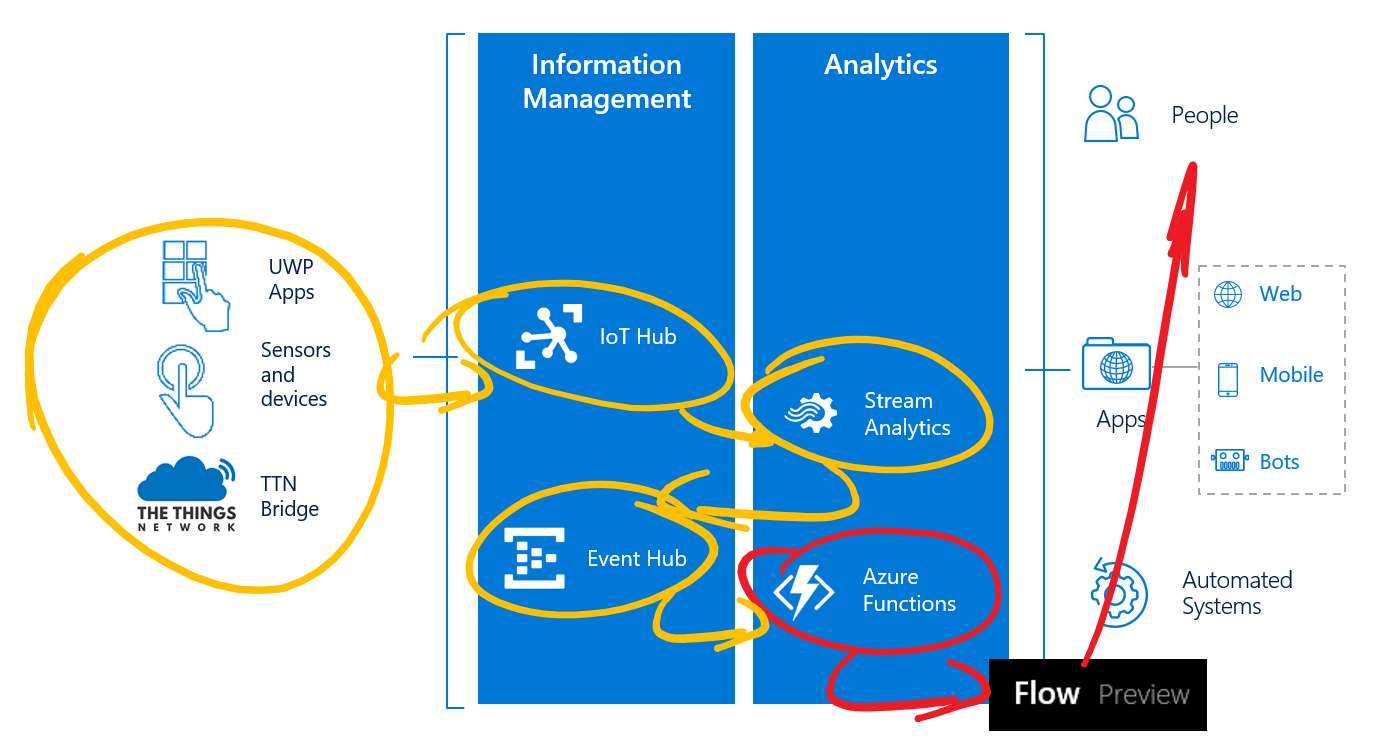 Information
Management
Analytics
People
UWP
Apps
Sensors
and
devices
THE THINGS
NETWORK
TTN
Bridge
IoT Hub
Event Hub
Stream
Analytics
Azure
Functions
Apps
Web
Mobile
Bots
Automated
Systems
Flow Preview